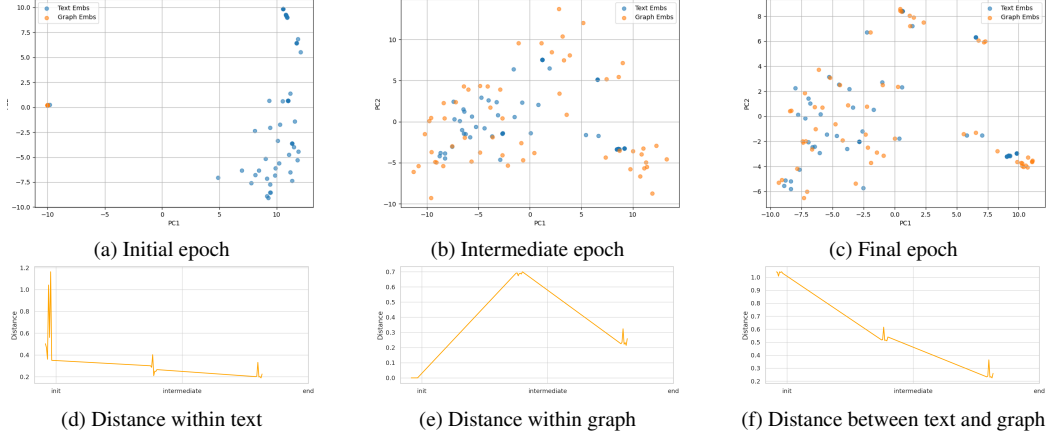 Text Embs
Graph Embs
10.0
7.5
5.0
2.5
0.0
−2.5
−5.0
−7.5
−10.0
−10 −5 0 5 10
PC1
(a) Initial epoch
Text Embs
Graph Embs
10
5
0
−5
−10
PC2
−10 −5 0 5 10
PC1
(b) Intermediate epoch
Text Embs
Graph Embs
8
6
4
2
0
−2
−4
−6
PC2
−10.0 −7.5 −5.0 −2.5 0.0 2.5 5.0 7.5 10.0
PC1
(c) Final epoch
1.2
1.0
0.8
0.6
0.4
0.2
Distance
init intermediate end
(d) Distance within text
0.7
0.6
0.5
0.4
0.3
0.2
0.1
0.0
Distance
init intermediate end
(e) Distance within graph
1.0
0.9
0.8
0.7
0.6
0.5
0.4
0.3
0.2
Distance
init intermediate end
(f) Distance between text and graph